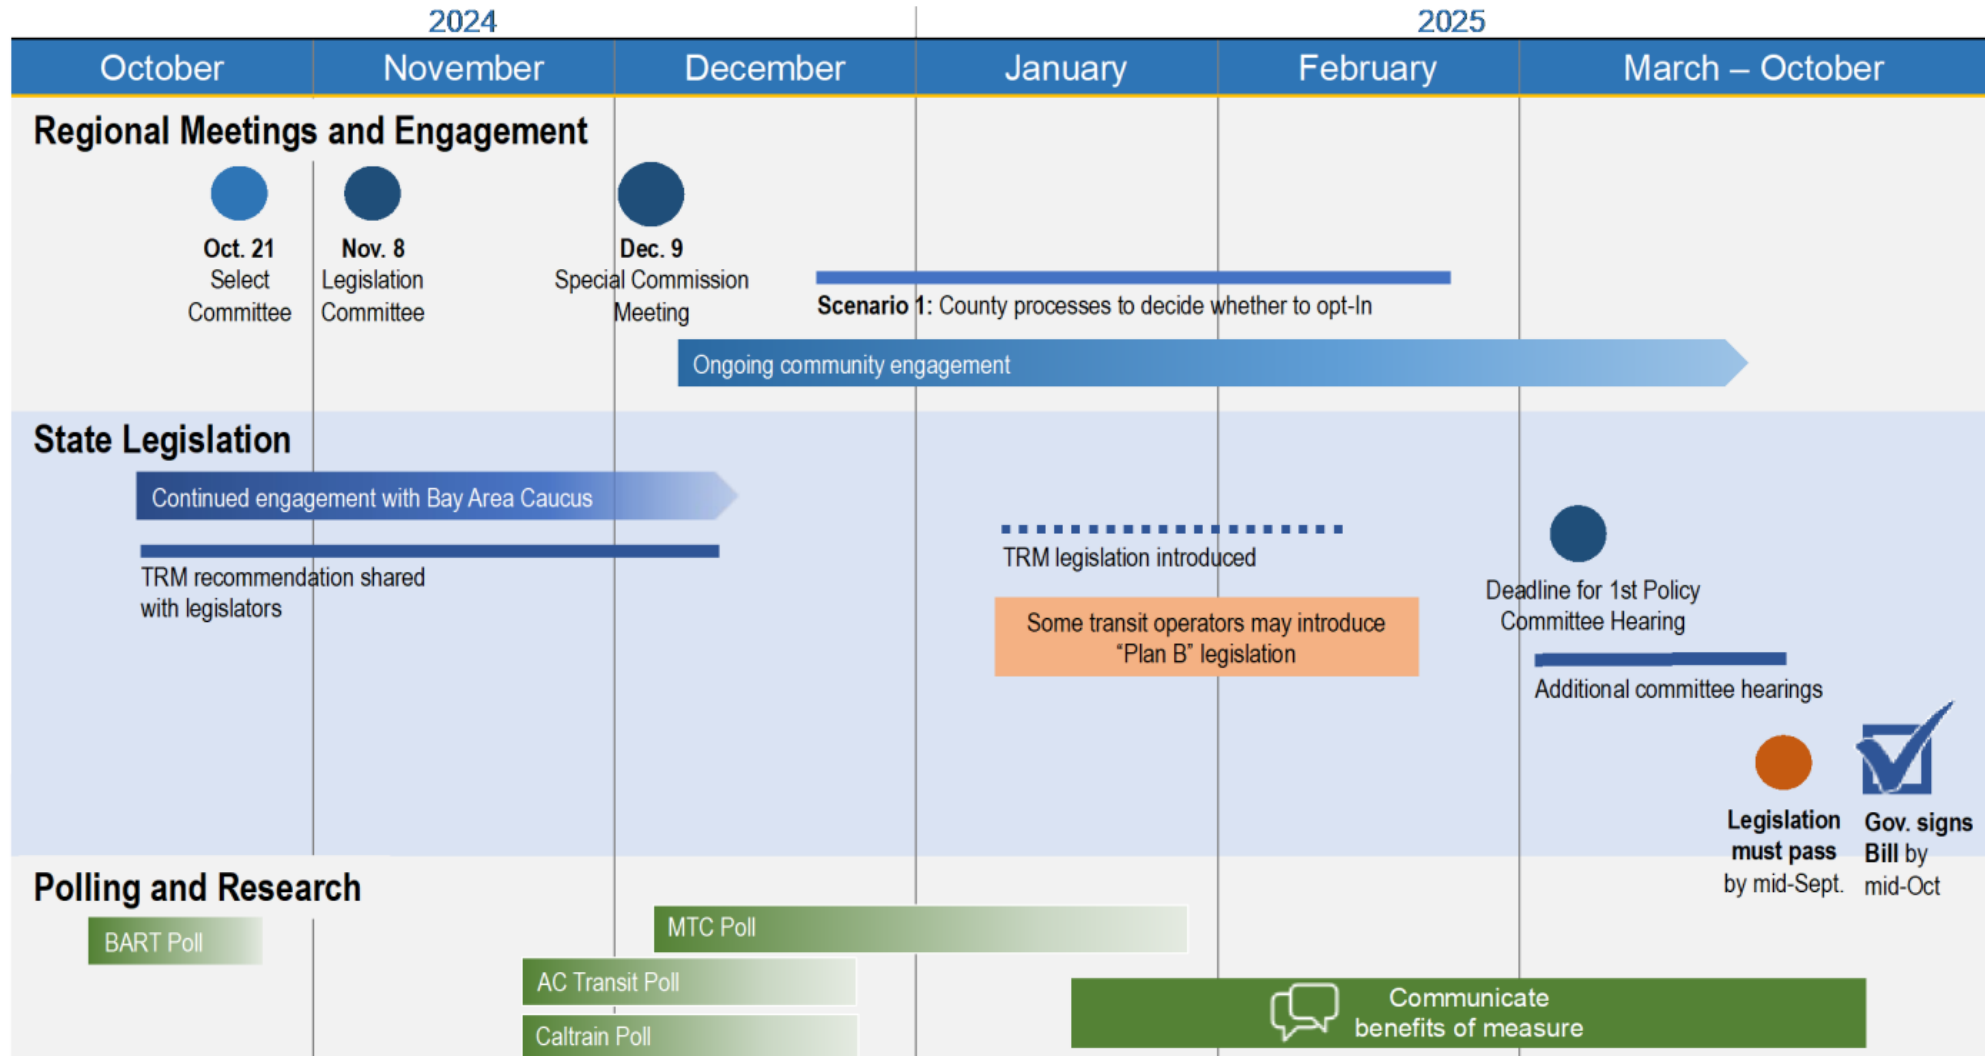 2024
2025
October
November
December
January
February
March – October
Regional Meetings and Engagement
Oct. 21
Select
Committee
Nov. 8
Legislation
Committee
Dec. 9
Special Commission
Meeting
Scenario 1: County processes to decide whether to opt-In
Ongoing community engagement
State Legislation
Continued engagement with Bay Area Caucus
TRM recommendation shared
with legislators
TRM legislation introduced
Some transit operators may introduce
“Plan B” legislation
Deadline for 1st Policy
Committee Hearing
Additional committee hearings
Legislation
must pass
by mid-Sept.
Gov. signs
Bill by
mid-Oct
Polling and Research
BART Poll
MTC Poll
AC Transit Poll
Caltrain Poll
Communicate
benefits of measure